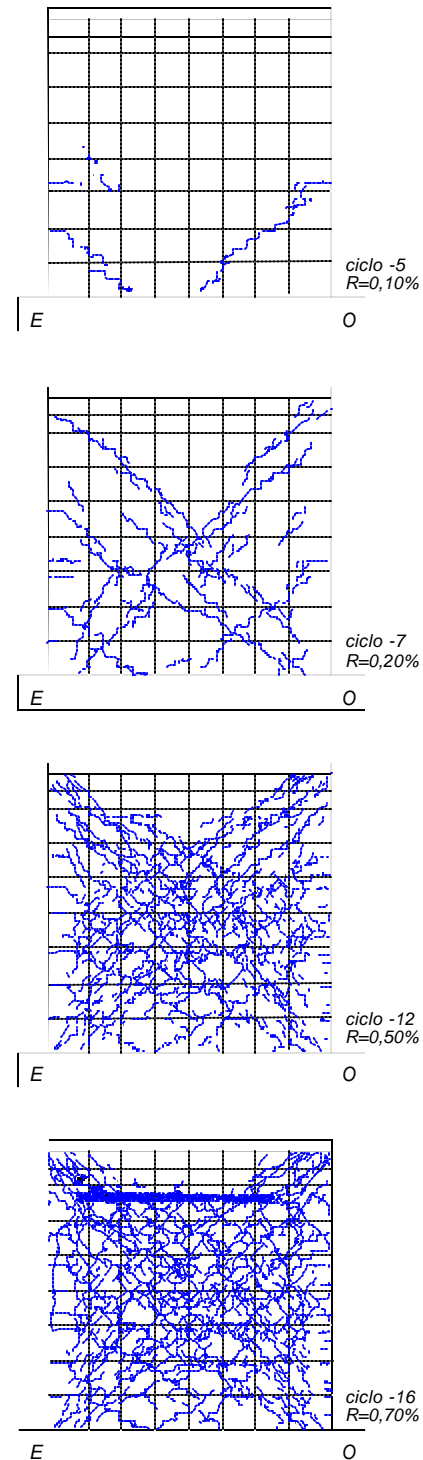 ciclo -5
R=0,10%
E O
ciclo -7
R=0,20%
E O
ciclo -12
R=0,50%
E O
ciclo -16
R=0,70%
E O